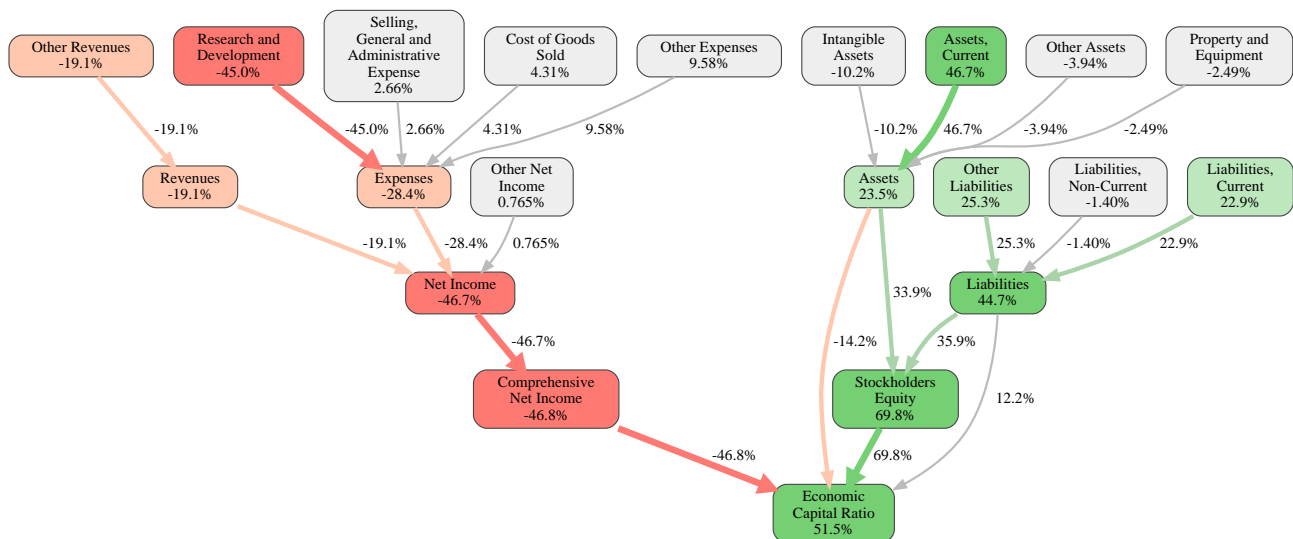 Other Revenues
-19.1%
Research and
Development
-45.0%
Selling,
General and
Administrative
Expense
2.66%
Cost of Goods
Sold
4.31%
Other Expenses
9.58%
Intangible
Assets
-10.2%
Assets,
Current
46.7%
Other Assets
-3.94%
Property and
Equipment
-2.49%
-19.1%
-45.0%
2.66%
4.31%
9.58%
-10.2%
46.7%
-3.94%
-2.49%
Revenues
-19.1%
Expenses
-28.4%
Other Net
Income
0.765%
Assets
23.5%
Other
Liabilities
25.3%
Liabilities,
Non-Current
-1.40%
Liabilities,
Current
22.9%
-19.1%
-28.4%
0.765%
25.3%
-1.40%
22.9%
Net Income
-46.7%
Liabilities
44.7%
33.9%
-46.7%
-14.2%
35.9%
Comprehensive
Net Income
-46.8%
Stockholders
Equity
69.8%
12.2%
-46.8%
69.8%
Economic
Capital Ratio
51.5%